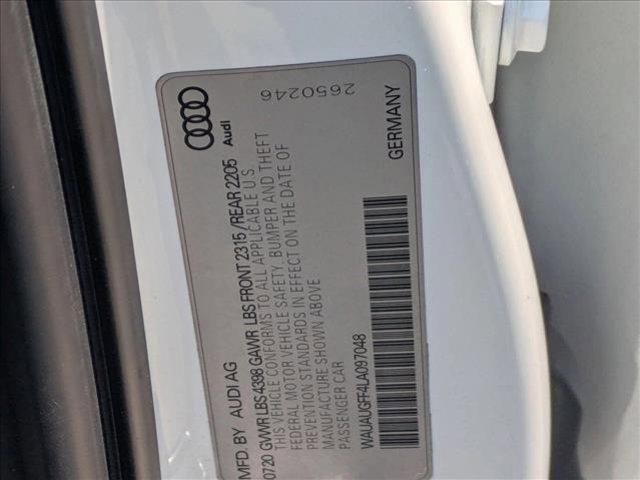 Audi
MFD. BY AUDI AG
0720 GVWR LBS 4398 GAWR LBS FRONT 2315/REAR 2205
THIS VEHICLE CONFORMS TO ALL APPLICABLE U.S.
FEDERAL MOTOR VEHICLE SAFETY, BUMPER AND THEFT
PREVENTION STANDARDS IN EFFECT ON THE DATE OF
MANUFACTURE SHOWN ABOVE
PASSENGER CAR
2650246
WAUAUGFF4LA097048
GERMANY